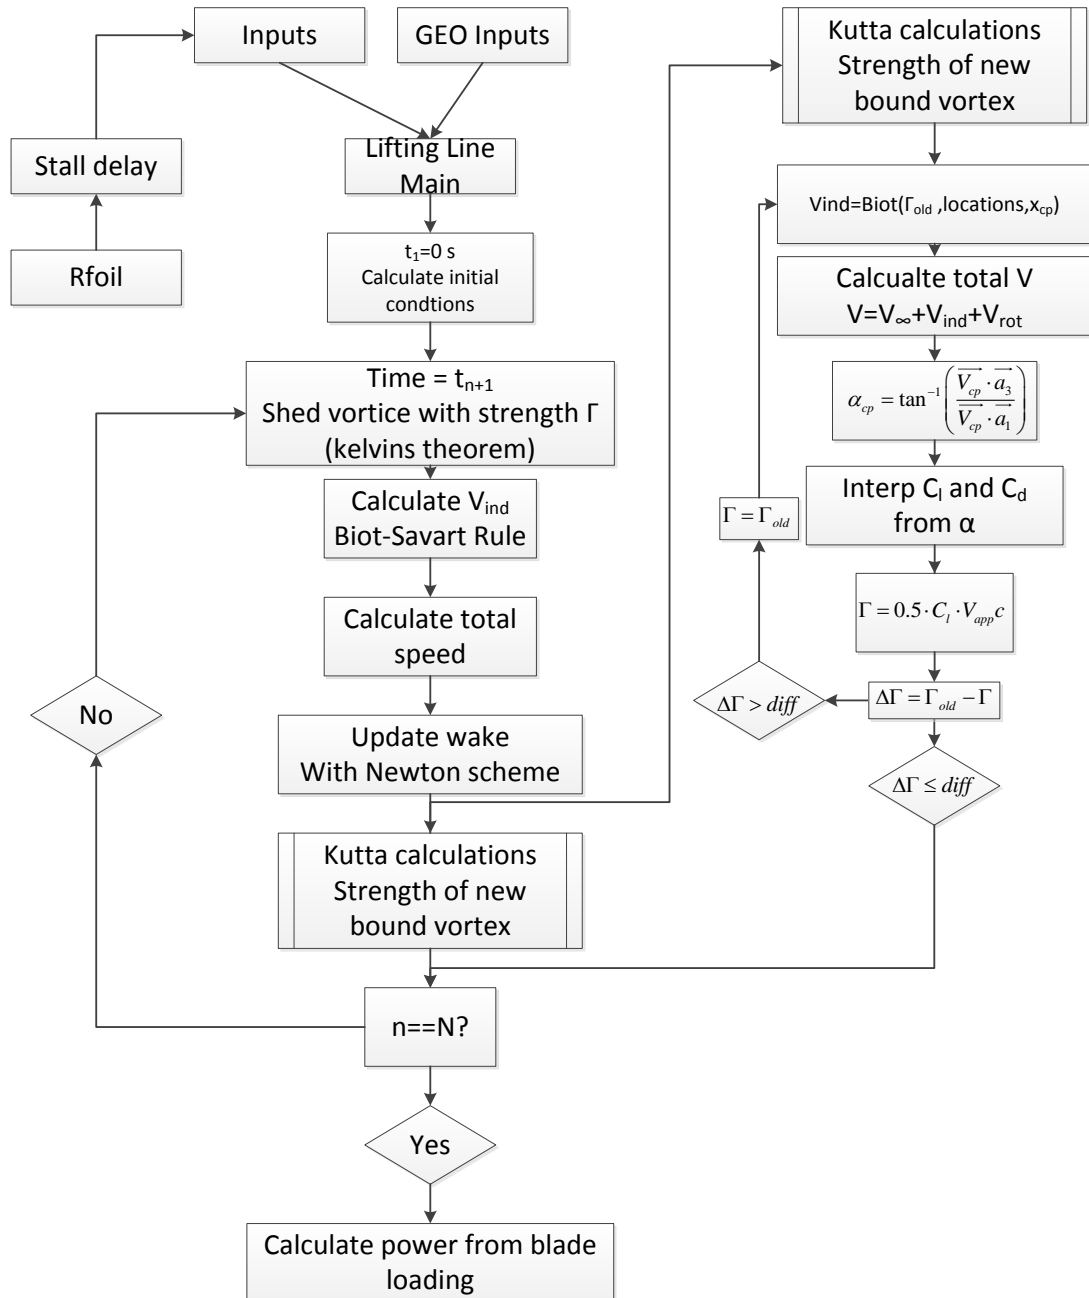 Inputs
GEO Inputs
Stall delay
Rfoil
Lifting Line
Main
t₁=0 s
Calculate initial
condtions
Time = tₙ₊₁
Shed vortice with strength Γ
(kelvins theorem)
Calculate V_ind
Biot-Savart Rule
Calculate total
speed
Update wake
With Newton scheme
Kutta calculations
Strength of new
bound vortex
n==N?
No
Yes
Calculate power from blade
loading
Kutta calculations
Strength of new
bound vortex
Vind=Biot(Γ_old ,locations,x_cp)
Calcualte total V
V=V_∞+V_ind+V_rot
α_cp = tan⁻¹( (V_cp⃗ · a₃⃗) / (V_cp⃗ · a₁⃗) )
Interp C_l and C_d
from α
Γ = 0.5 · C_l · V_app c
ΔΓ = Γ_old − Γ
ΔΓ > diff
Γ = Γ_old
ΔΓ ≤ diff